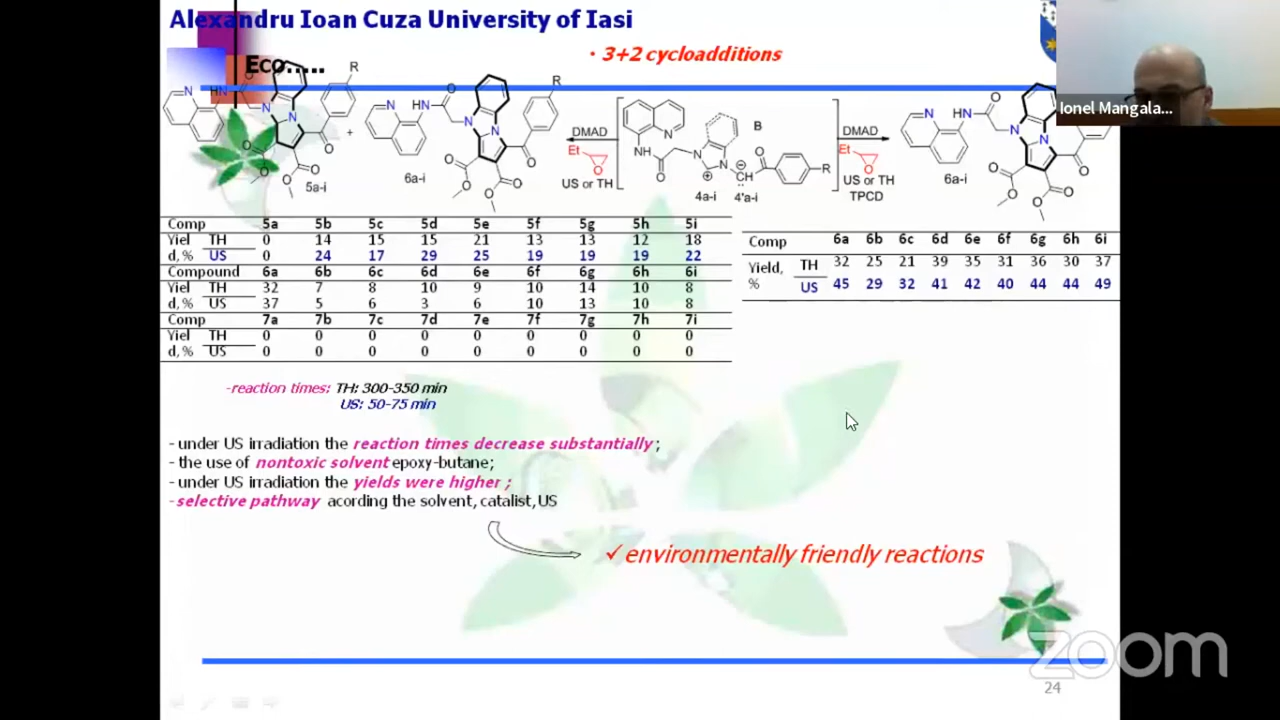 Alexandru Ioan Cuza University of Iasi
• 3+2 cycloadditions
Eco.....
Ionel Mangala...
R
N
HN
O
N
N
O
O
O
O
O
+
5a-i
R
N
NH
O
N
N
O
O
O
O
O
6a-i
DMAD
Et
O
US or TH
N
NH
O
N
N
B
O
R
CH
4a-i 4'a-i
DMAD
Et
O
US or TH
TPCD
N
HN
O
N
N
O
O
O
O
O
6a-i
Comp 5a 5b 5c 5d 5e 5f 5g 5h 5i
Yiel TH 0 14 15 15 21 13 13 12 18
d, % US 0 24 17 29 25 19 19 19 22
Compound 6a 6b 6c 6d 6e 6f 6g 6h 6i
Yiel TH 32 7 8 10 9 10 14 10 8
d, % US 37 5 6 3 6 10 13 10 8
Comp 7a 7b 7c 7d 7e 7f 7g 7h 7i
Yiel TH 0 0 0 0 0 0 0 0 0
d, % US 0 0 0 0 0 0 0 0 0
Comp 6a 6b 6c 6d 6e 6f 6g 6h 6i
Yield, TH 32 25 21 39 35 31 36 30 37
% US 45 29 32 41 42 40 44 44 49
-reaction times: TH: 300-350 min
US: 50-75 min
- under US irradiation the reaction times decrease substantially;
- the use of nontoxic solvent epoxy-butane;
- under US irradiation the yields were higher;
- selective pathway acording the solvent, catalist, US
✓ environmentally friendly reactions
zoom
24